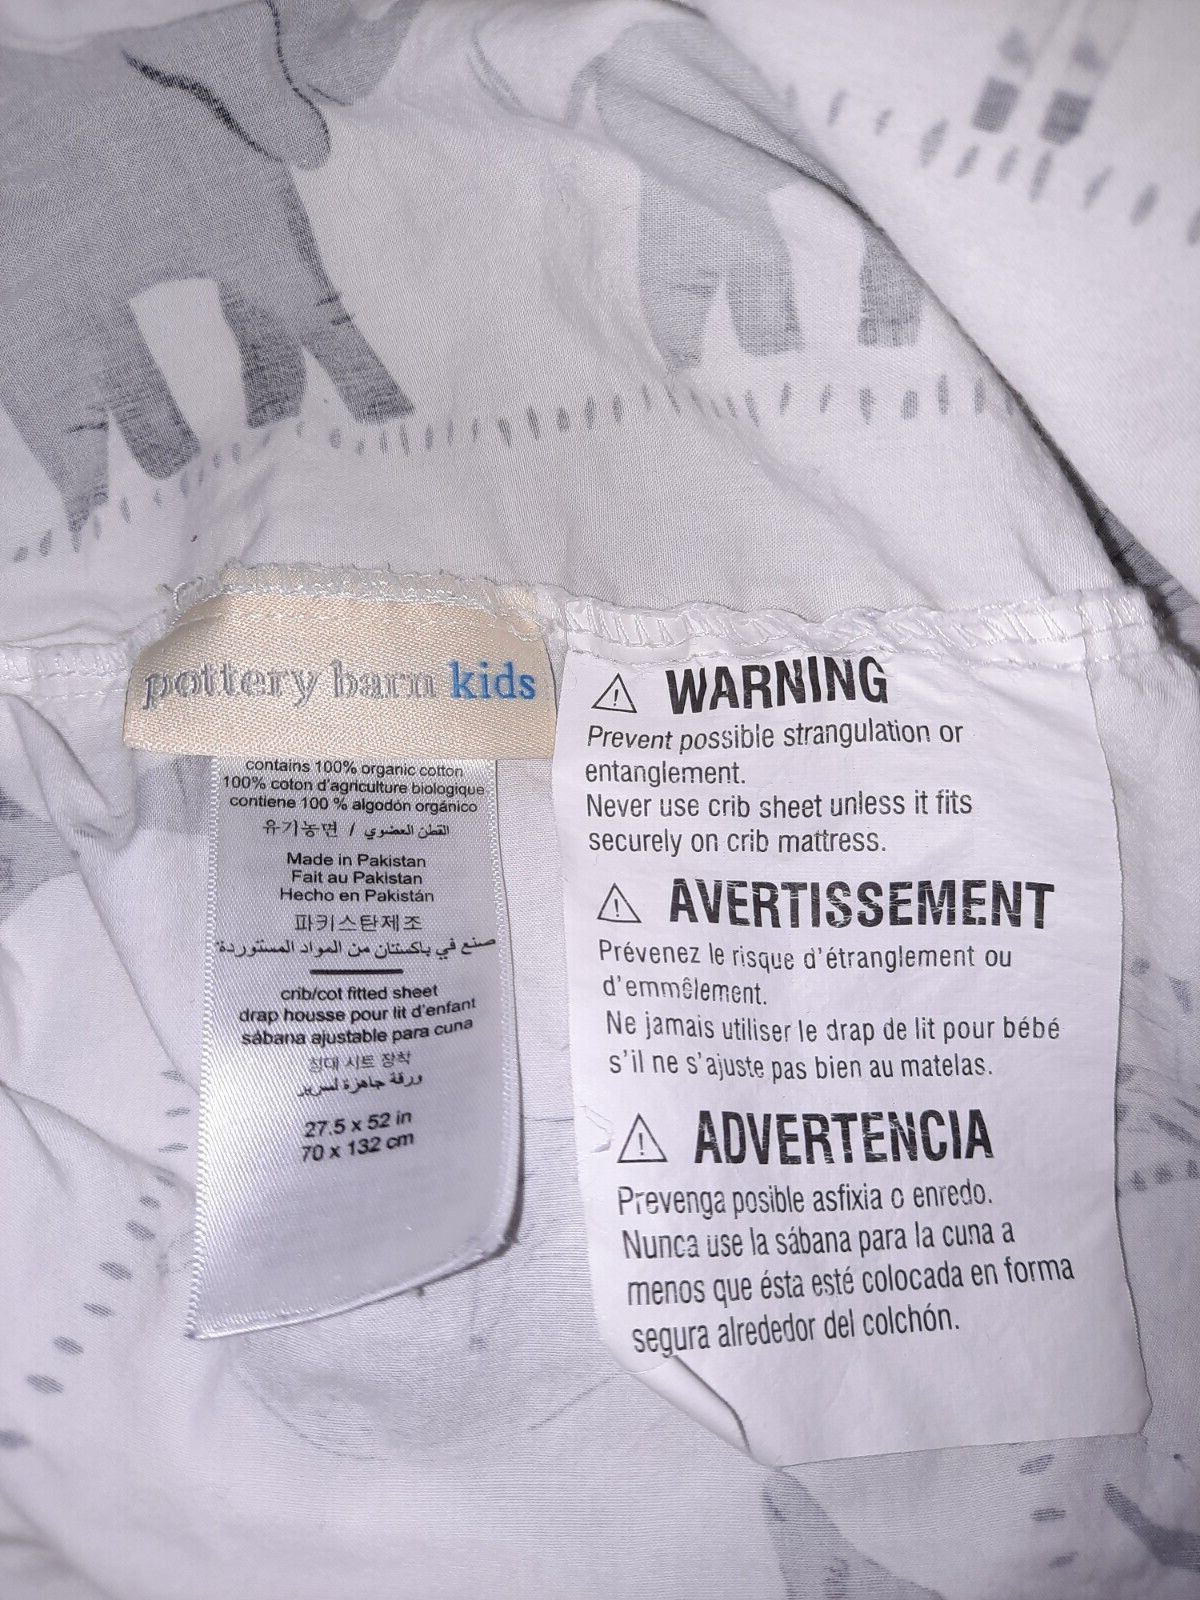 pottery barn kids
contains 100% organic cotton
100% coton d'agriculture biologique
contiene 100 % algodón orgánico
유기농면 / القطن العضوي
Made in Pakistan
Fait au Pakistan
Hecho en Pakistán
파키스탄제조
صنع في باكستان من المواد المستوردة
crib/cot fitted sheet
drap housse pour lit d'enfant
sábana ajustable para cuna
침대 시트 장착
ورقة جاهزة لسرير
27.5 x 52 in
70 x 132 cm
⚠ WARNING
Prevent possible strangulation or
entanglement.
Never use crib sheet unless it fits
securely on crib mattress.
⚠ AVERTISSEMENT
Prévenez le risque d'étranglement ou
d'emmêlement.
Ne jamais utiliser le drap de lit pour bébé
s'il ne s'ajuste pas bien au matelas.
⚠ ADVERTENCIA
Prevenga posible asfixia o enredo.
Nunca use la sábana para la cuna a
menos que ésta esté colocada en forma
segura alrededor del colchón.